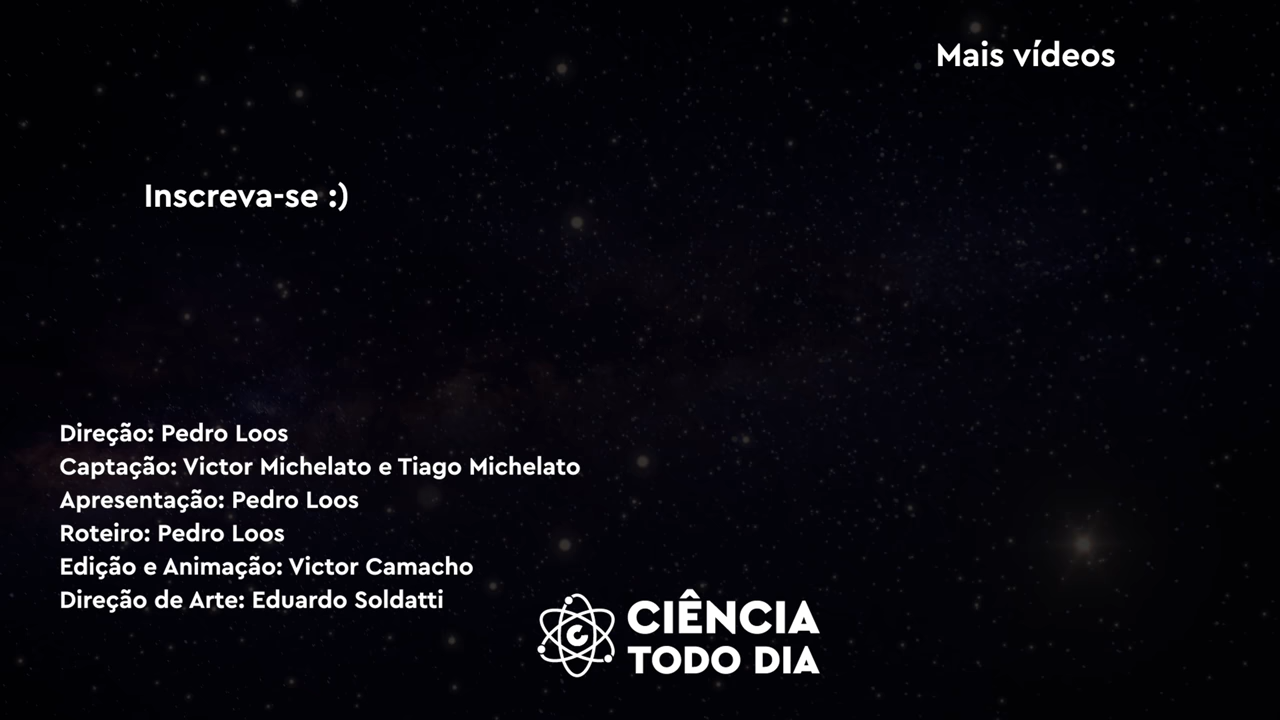 Mais vídeos
Inscreva-se :)
Direção: Pedro Loos
Captação: Victor Michelato e Tiago Michelato
Apresentação: Pedro Loos
Roteiro: Pedro Loos
Edição e Animação: Victor Camacho
Direção de Arte: Eduardo Soldatti
CIÊNCIA
TODO DIA